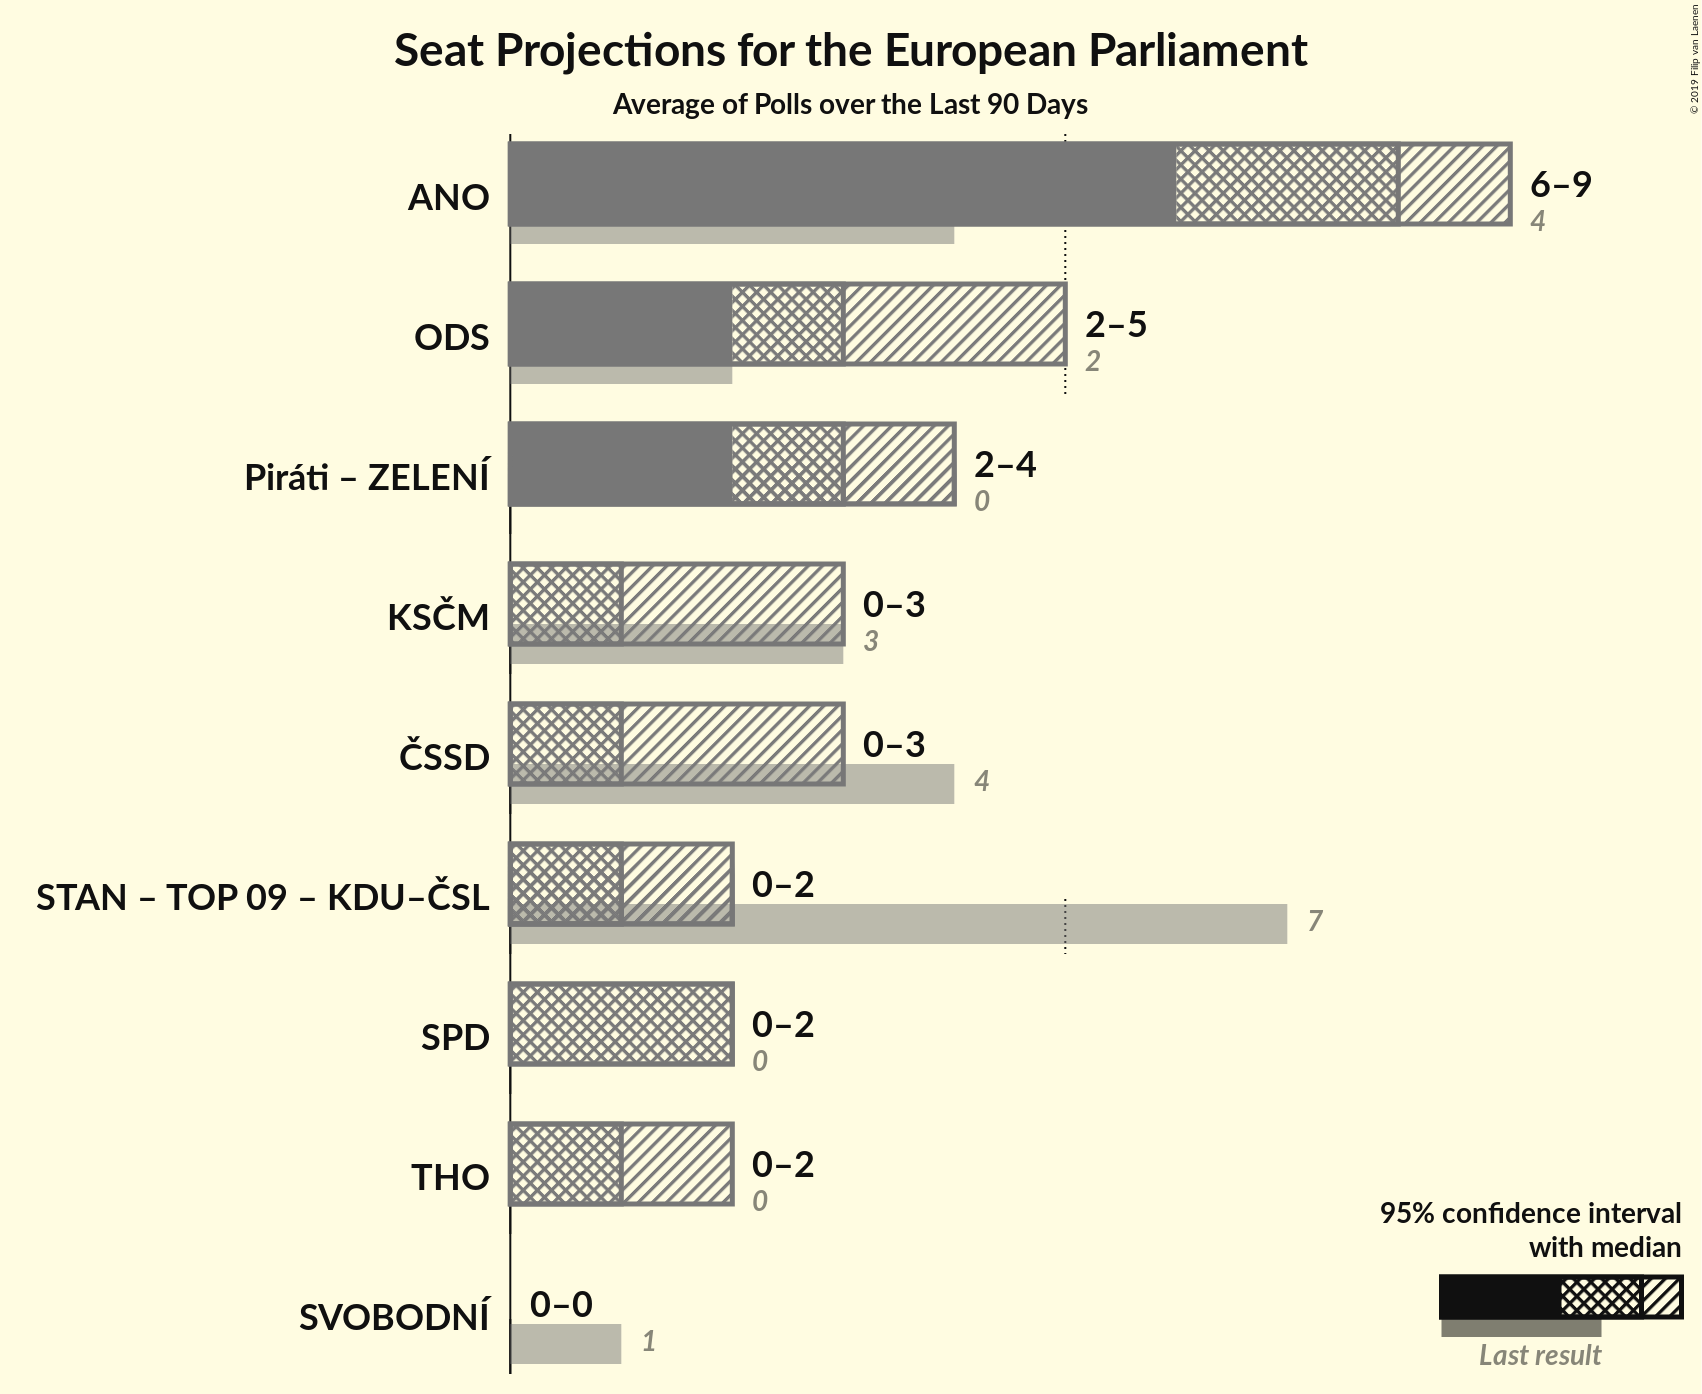 Seat Projections for the European Parliament
Average of Polls over the Last 90 Days
© 2019 Filip van Laenen
ANO
6–9
4
ODS
2–5
2
Piráti – ZELENÍ
2–4
0
KSČM
0–3
3
ČSSD
0–3
4
STAN – TOP 09 – KDU–ČSL
0–2
7
SPD
0–2
0
THO
0–2
0
SVOBODNÍ
0–0
1
95% confidence interval
with median
Last result